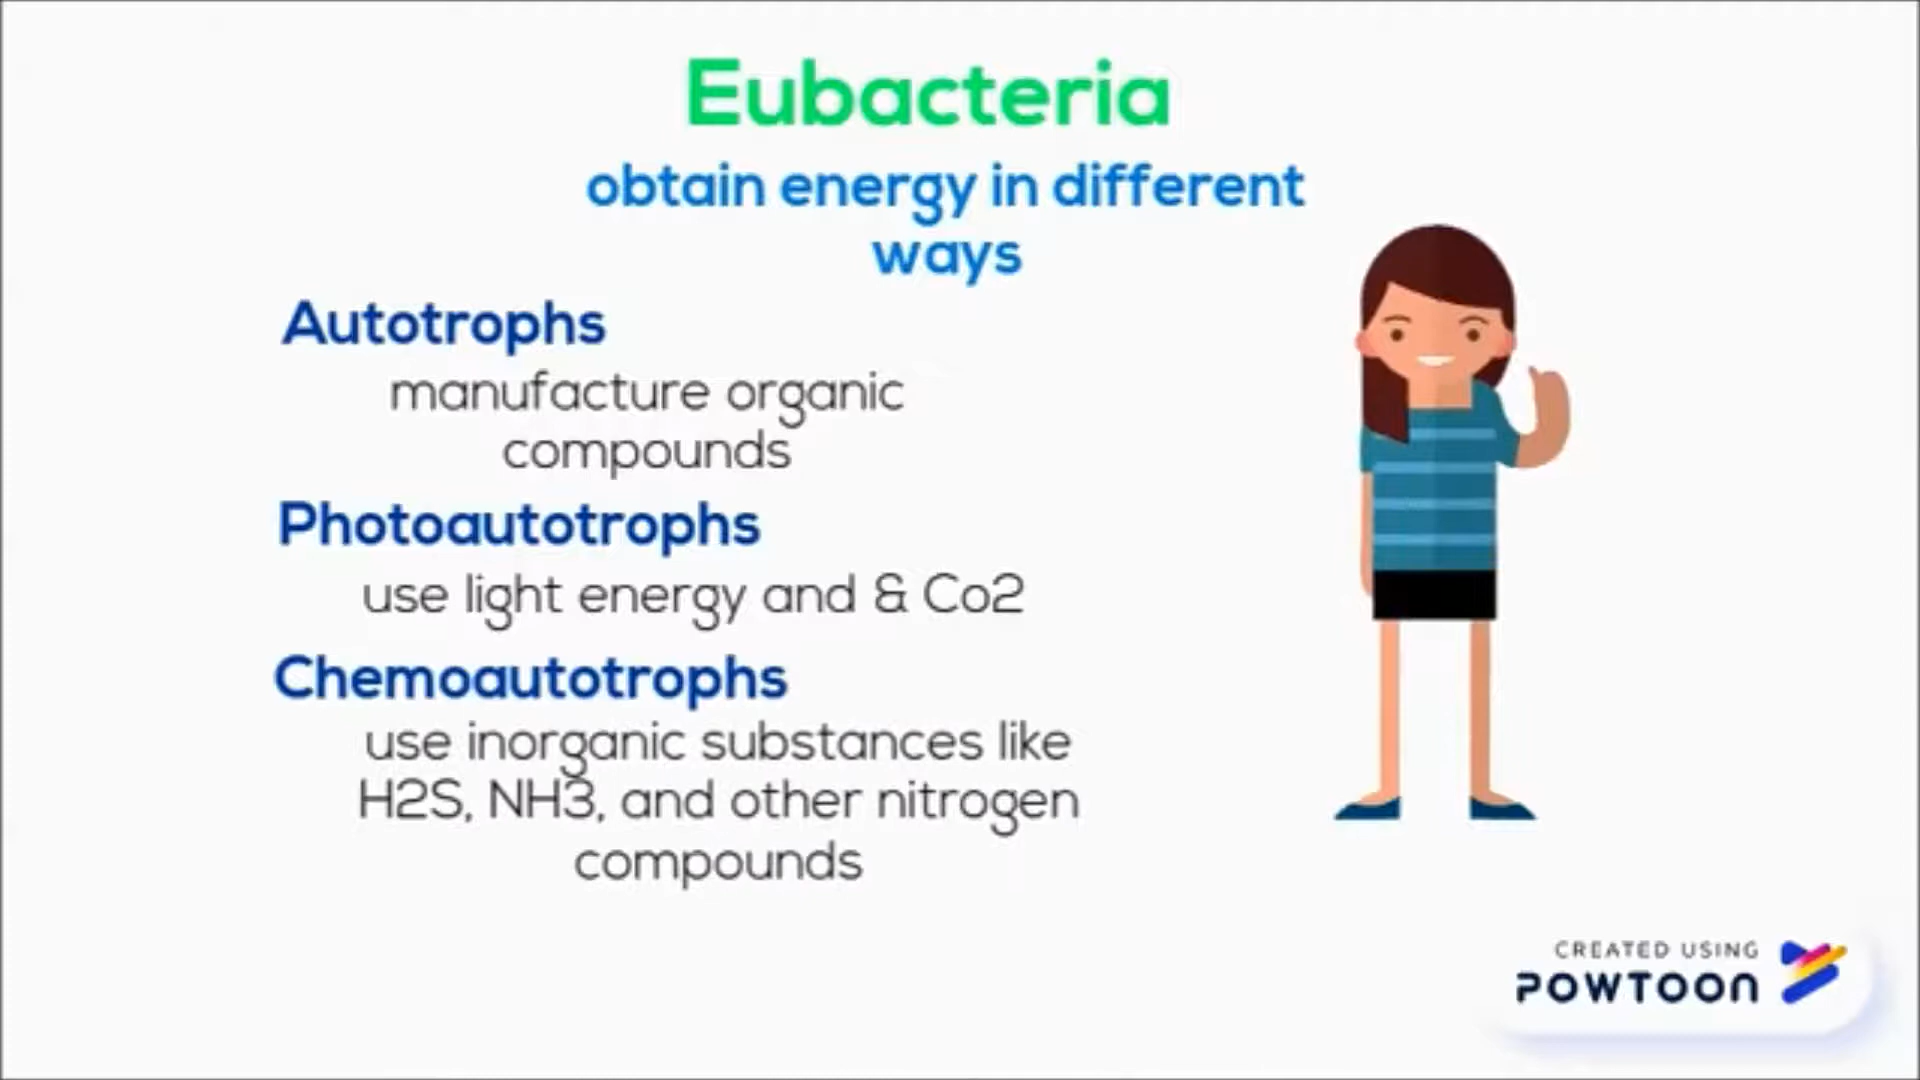 Eubacteria
obtain energy in different
ways
Autotrophs
manufacture organic
compounds
Photoautotrophs
use light energy and & Co2
Chemoautotrophs
use inorganic substances like
H2S, NH3, and other nitrogen
compounds
CREATED USING
POWTOON